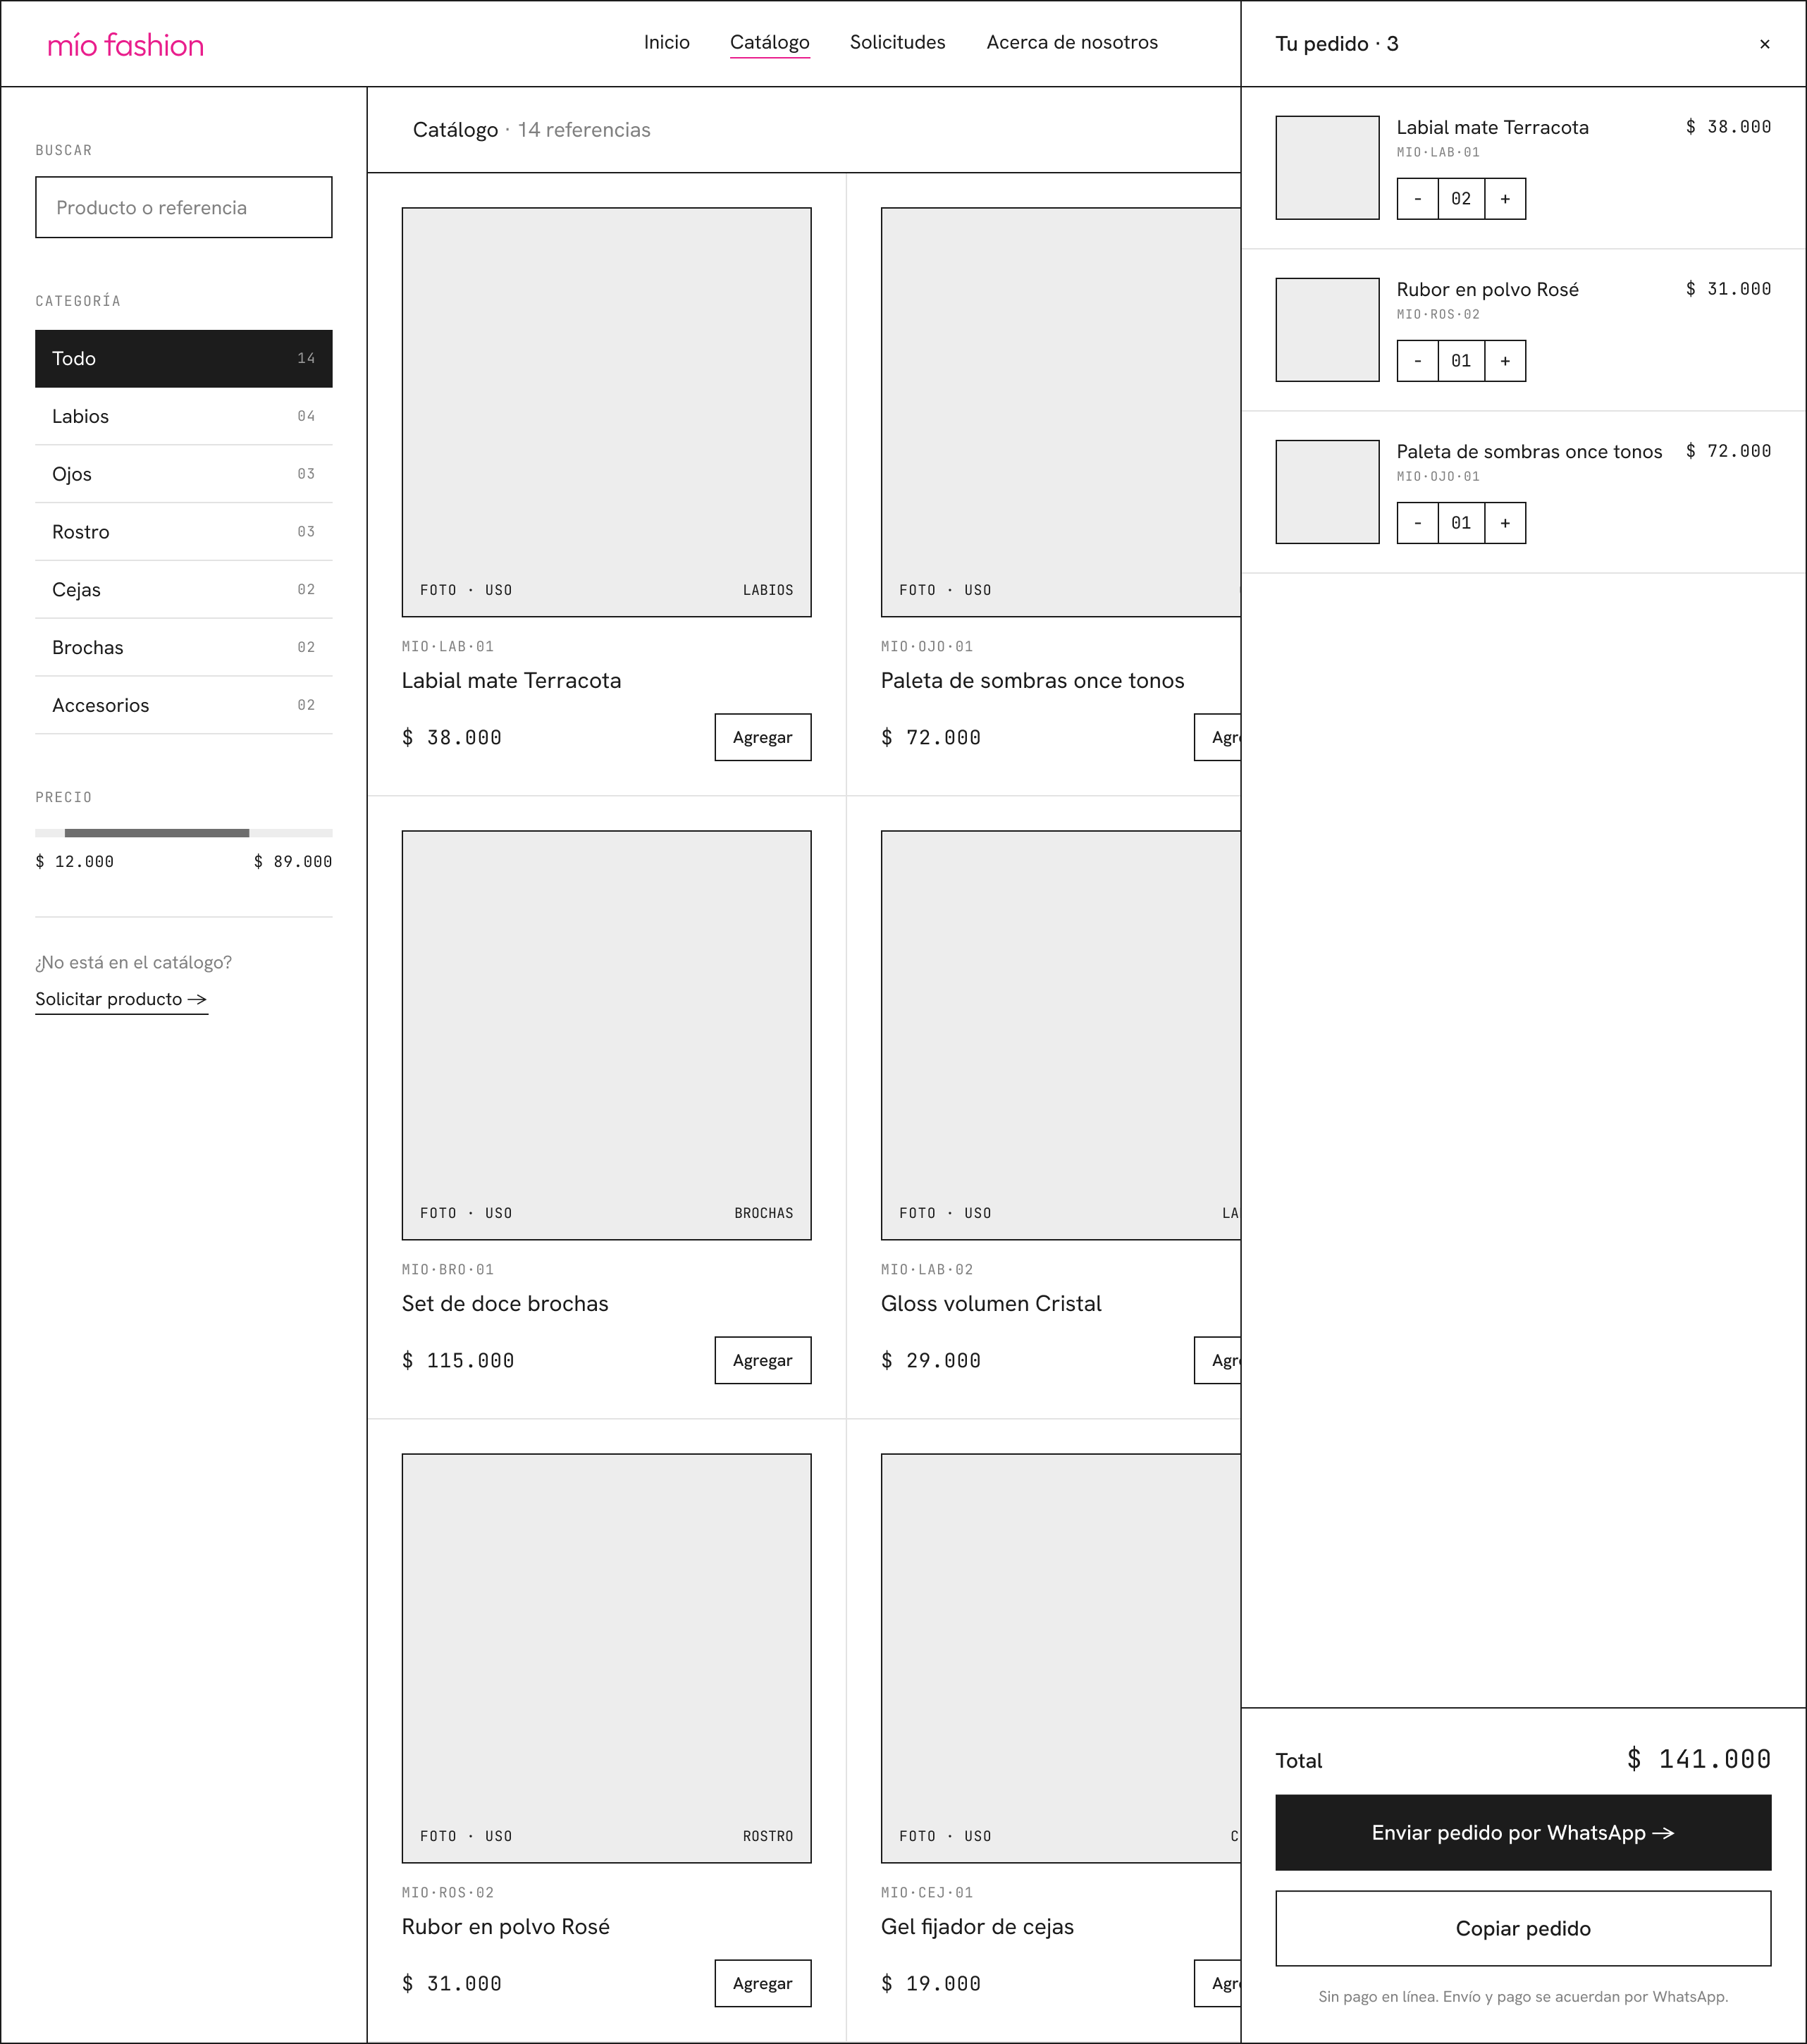 mío fashion
Inicio Catálogo Solicitudes Acerca de nosotros
BUSCAR
Producto o referencia
CATEGORÍA
Todo 14
Labios 04
Ojos 03
Rostro 03
Cejas 02
Brochas 02
Accesorios 02
PRECIO
$ 12.000 $ 89.000
¿No está en el catálogo?
Solicitar producto →
Catálogo · 14 referencias
FOTO · USO LABIOS
MIO·LAB·01
Labial mate Terracota
$ 38.000 Agregar
FOTO · USO
MIO·OJO·01
Paleta de sombras once tonos
$ 72.000 Agr
FOTO · USO BROCHAS
MIO·BRO·01
Set de doce brochas
$ 115.000 Agregar
FOTO · USO LA
MIO·LAB·02
Gloss volumen Cristal
$ 29.000 Agr
FOTO · USO ROSTRO
MIO·ROS·02
Rubor en polvo Rosé
$ 31.000 Agregar
FOTO · USO C
MIO·CEJ·01
Gel fijador de cejas
$ 19.000 Agr
Tu pedido · 3 ×
Labial mate Terracota $ 38.000
MIO·LAB·01
- 02 +
Rubor en polvo Rosé $ 31.000
MIO·ROS·02
- 01 +
Paleta de sombras once tonos $ 72.000
MIO·OJO·01
- 01 +
Total $ 141.000
Enviar pedido por WhatsApp →
Copiar pedido
Sin pago en línea. Envío y pago se acuerdan por WhatsApp.